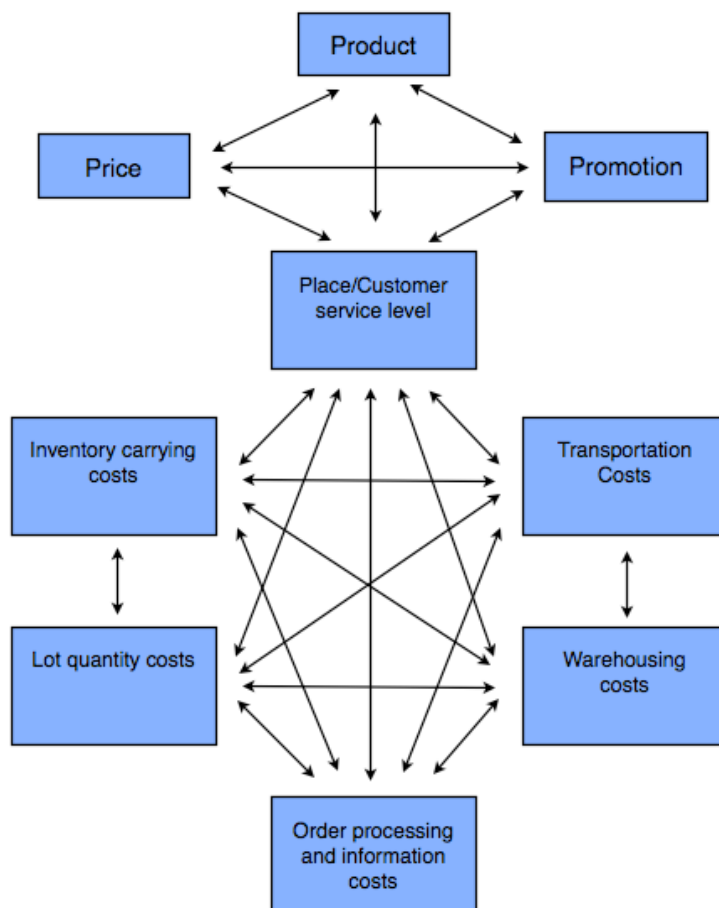 Product
Price
Promotion
Place/Customer
service level
Inventory carrying
costs
Transportation
Costs
Lot quantity costs
Warehousing
costs
Order processing
and information
costs